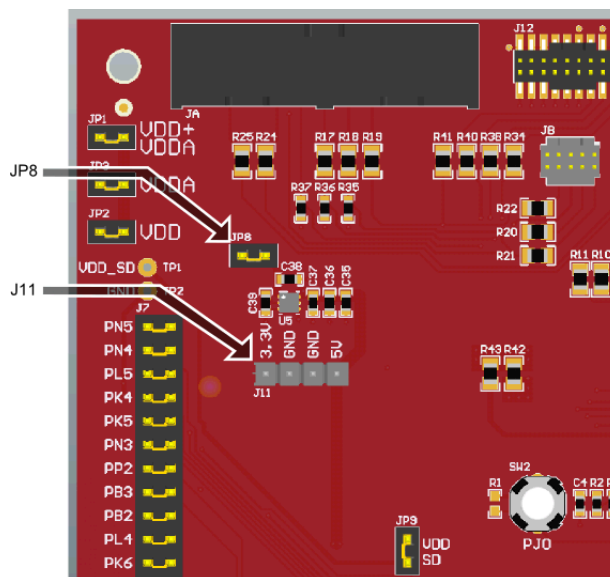 J12
JA
JP1
VDD+
VDDA
R25 R24
R17 R18 R19
R41 R40 R38 R34
J8
JP8
JP3
VDDA
R37 R36 R35
JP2
VDD
R22
R20
R21
JP8
VDD_SD
TP1
C38
R11 R10
J11
GND
TP2
C39
C37
C36
C35
U5
J7
3.3V
GND
GND
5V
J11
R43 R42
PN5
PN4
PL5
PK4
PK5
PN3
PP2
PB3
PB2
PL4
PK6
SW2
R1
C4 R2
PJ0
JP9
VDD
SD